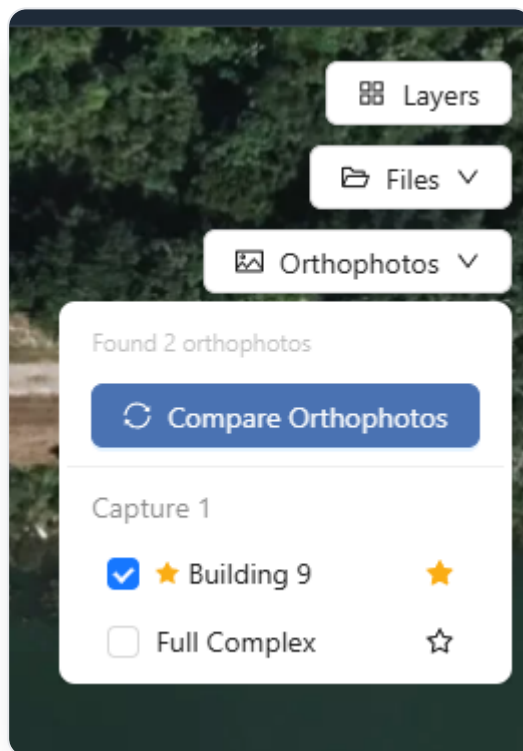 Layers
Files
Orthophotos
Found 2 orthophotos
Compare Orthophotos
Capture 1
Building 9
Full Complex